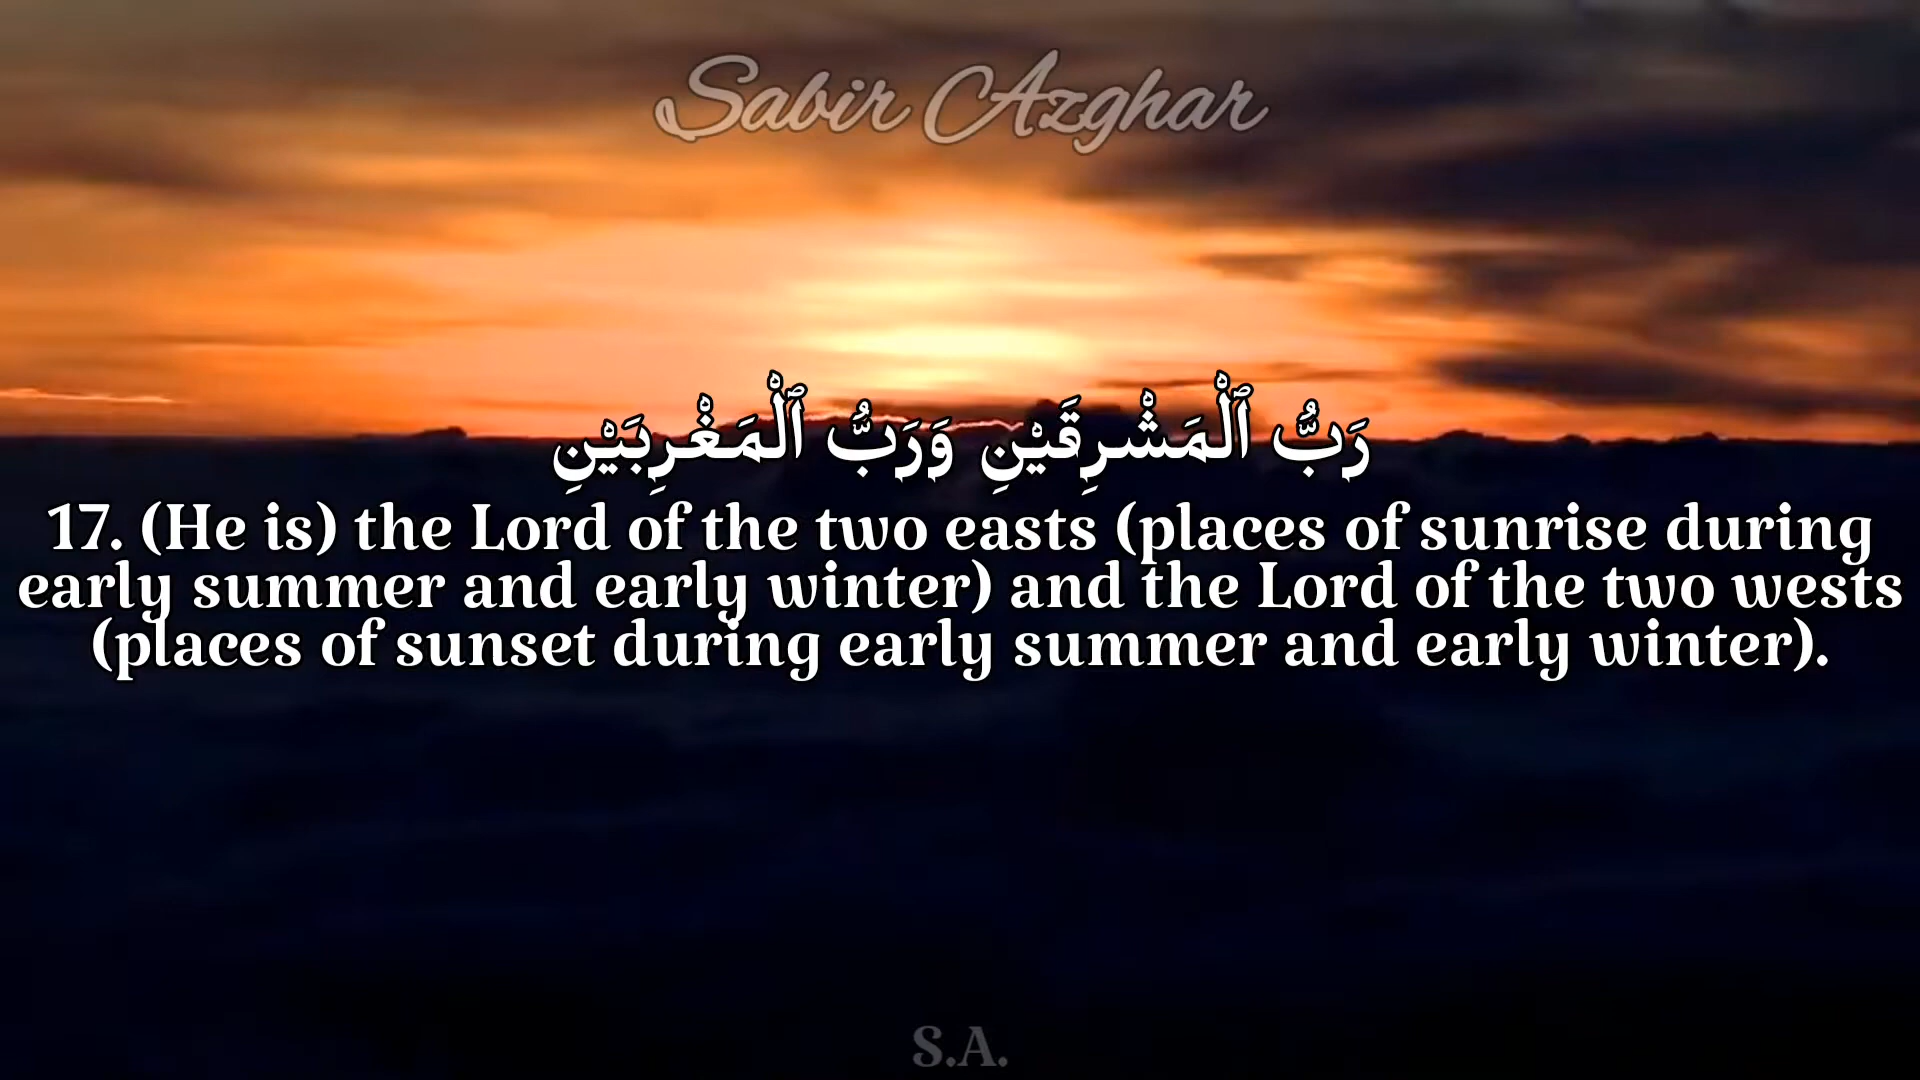 Sabir Azghar
رَبُّ ٱلْمَشْرِقَيْنِ وَرَبُّ ٱلْمَغْرِبَيْنِ
17. (He is) the Lord of the two easts (places of sunrise during
early summer and early winter) and the Lord of the two wests
(places of sunset during early summer and early winter).
S.A.